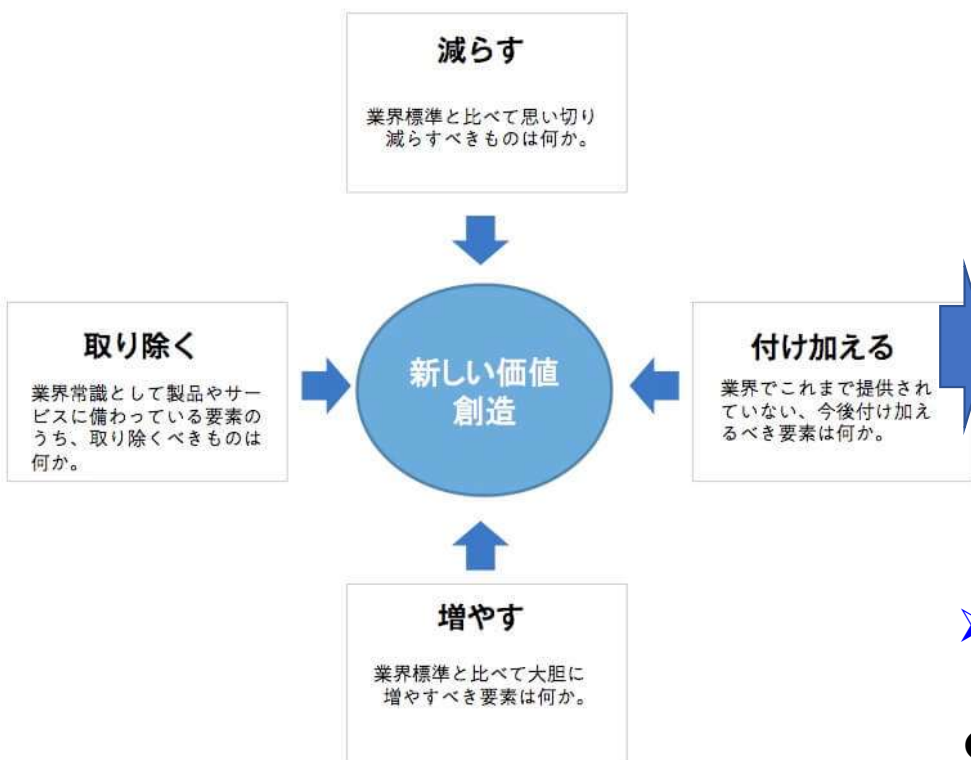 減らす
業界標準と比べて思い切り
減らすべきものは何か。
取り除く
業界常識として製品やサー
ビスに備わっている要素の
うち、取り除くべきものは
何か。
新しい価値
創造
付け加える
業界でこれまで提供され
ていない、今後付け加え
るべき要素は何か。
増やす
業界標準と比べて大胆に
増やすべき要素は何か。